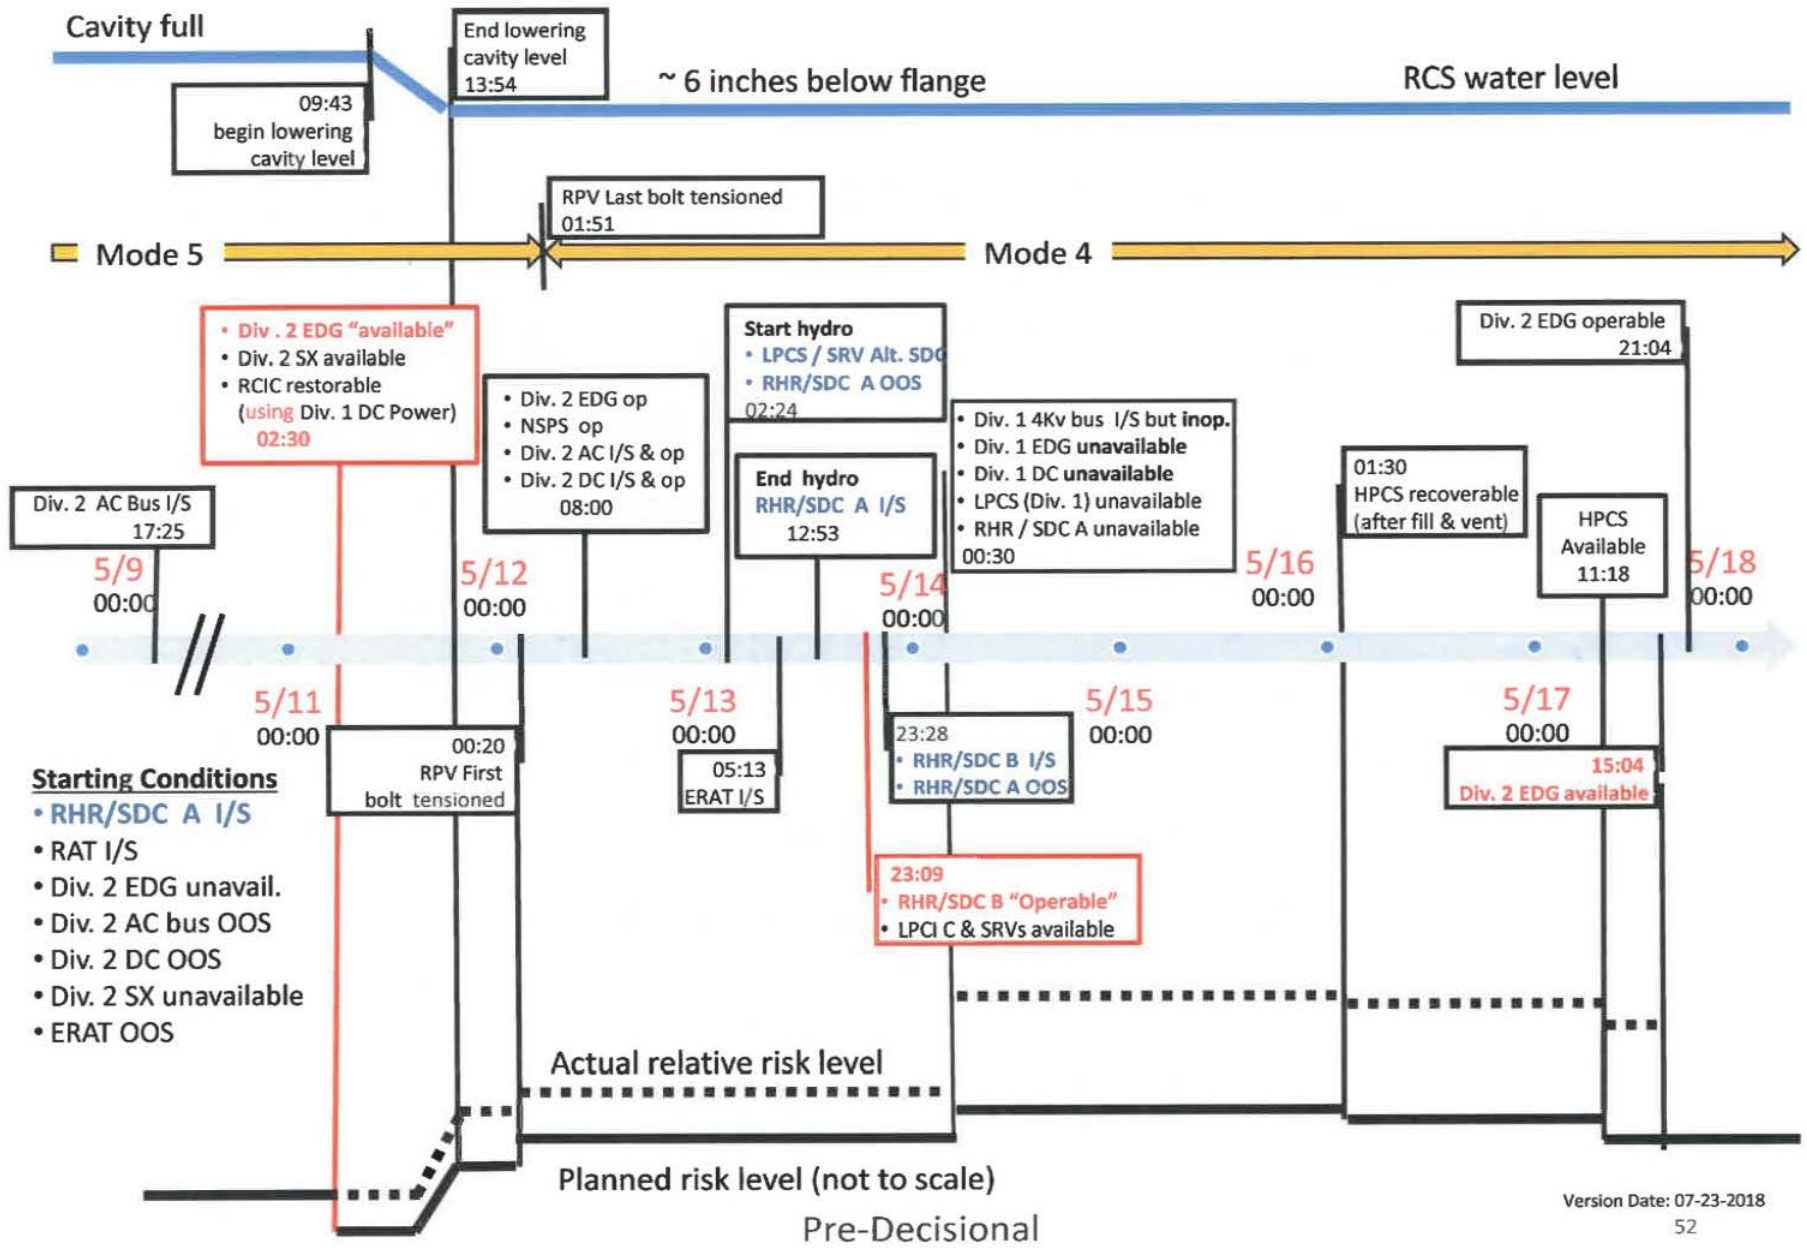 Cavity full
End lowering
cavity level
13:54
~ 6 inches below flange
RCS water level
09:43
begin lowering
cavity level
RPV Last bolt tensioned
01:51
Mode 5
Mode 4
• Div . 2 EDG “available”
• Div. 2 SX available
• RCIC restorable
(using Div. 1 DC Power)
02:30
• Div. 2 EDG op
• NSPS op
• Div. 2 AC I/S & op
• Div. 2 DC I/S & op
08:00
Start hydro
• LPCS / SRV Alt. SDC
• RHR/SDC A OOS
02:24
End hydro
RHR/SDC A I/S
12:53
• Div. 1 4Kv bus I/S but inop.
• Div. 1 EDG unavailable
• Div. 1 DC unavailable
• LPCS (Div. 1) unavailable
• RHR / SDC A unavailable
00:30
Div. 2 EDG operable
21:04
01:30
HPCS recoverable
(after fill & vent)
HPCS
Available
11:18
Div. 2 AC Bus I/S
17:25
5/9
00:00
5/12
00:00
5/14
00:00
5/16
00:00
5/18
00:00
5/11
00:00
5/13
00:00
5/15
00:00
5/17
00:00
00:20
RPV First
bolt tensioned
05:13
ERAT I/S
23:28
• RHR/SDC B I/S
• RHR/SDC A OOS
15:04
Div. 2 EDG available
23:09
• RHR/SDC B “Operable”
• LPCI C & SRVs available
Starting Conditions
• RHR/SDC A I/S
• RAT I/S
• Div. 2 EDG unavail.
• Div. 2 AC bus OOS
• Div. 2 DC OOS
• Div. 2 SX unavailable
• ERAT OOS
Actual relative risk level
Planned risk level (not to scale)
Pre-Decisional
Version Date: 07-23-2018
52